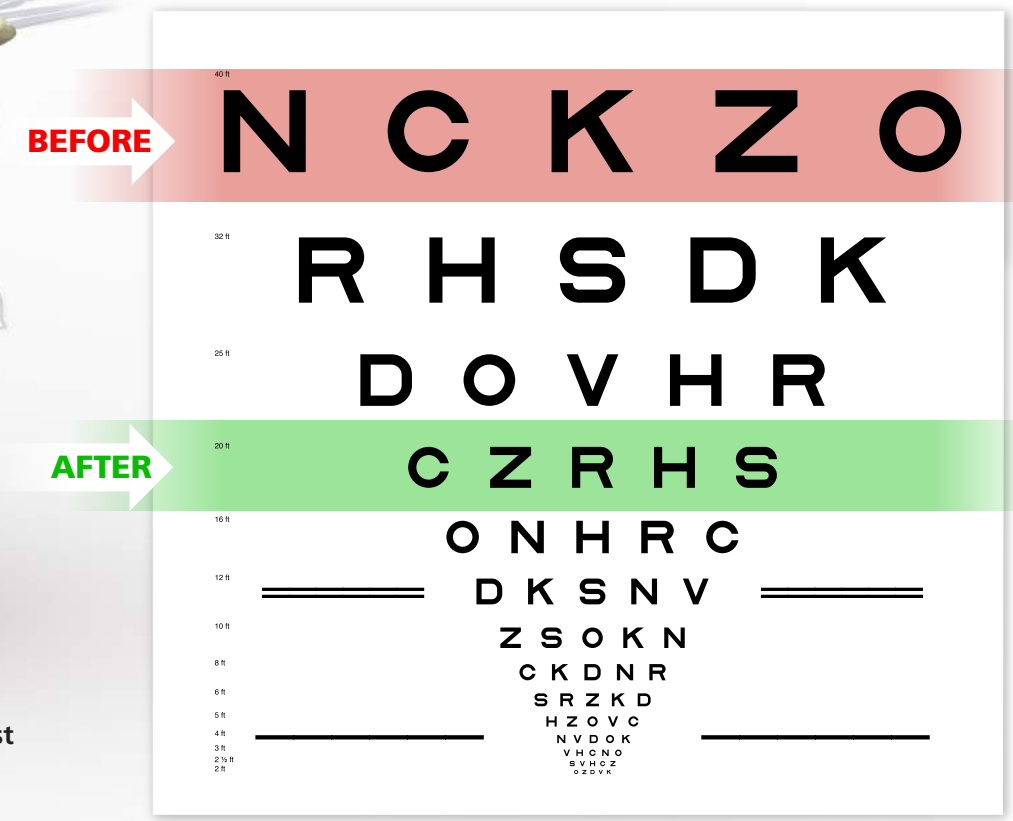 40 ft
BEFORE N C K Z O
32 ft R H S D K
25 ft D O V H R
20 ft
AFTER C Z R H S
16 ft O N H R C
12 ft D K S N V
10 ft Z S O K N
8 ft C K D N R
6 ft S R Z K D
5 ft H Z O V C
4 ft N V D O K
3 ft V H C N O
2 ½ ft S V H C Z
2 ft O Z D V K
st